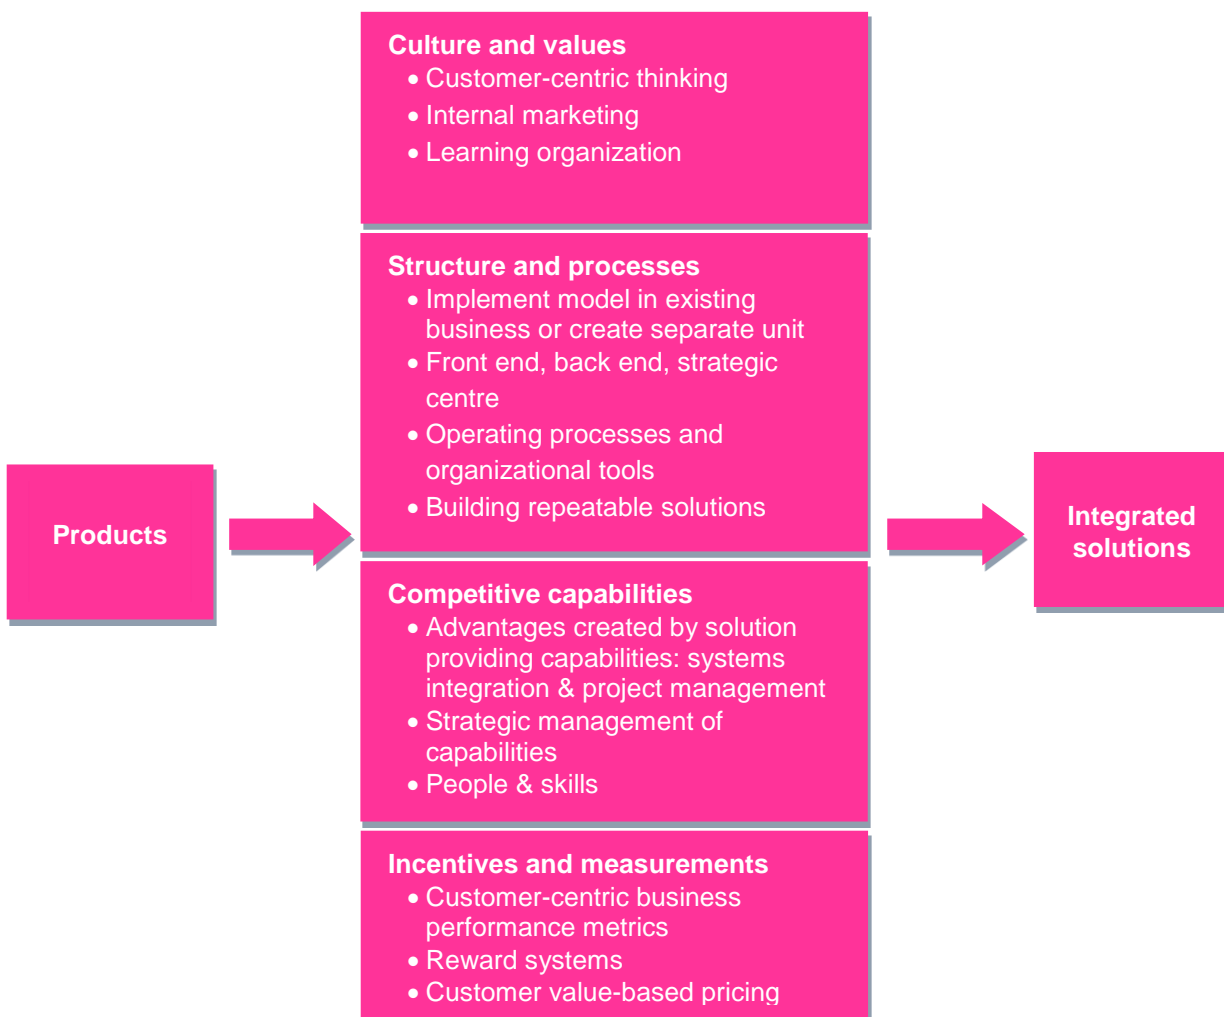 Culture and values
• Customer-centric thinking
• Internal marketing
• Learning organization
Structure and processes
• Implement model in existing
business or create separate unit
• Front end, back end, strategic
centre
• Operating processes and
organizational tools
• Building repeatable solutions
Products
Integrated
solutions
Competitive capabilities
• Advantages created by solution
providing capabilities: systems
integration & project management
• Strategic management of
capabilities
• People & skills
Incentives and measurements
• Customer-centric business
performance metrics
• Reward systems
• Customer value-based pricing